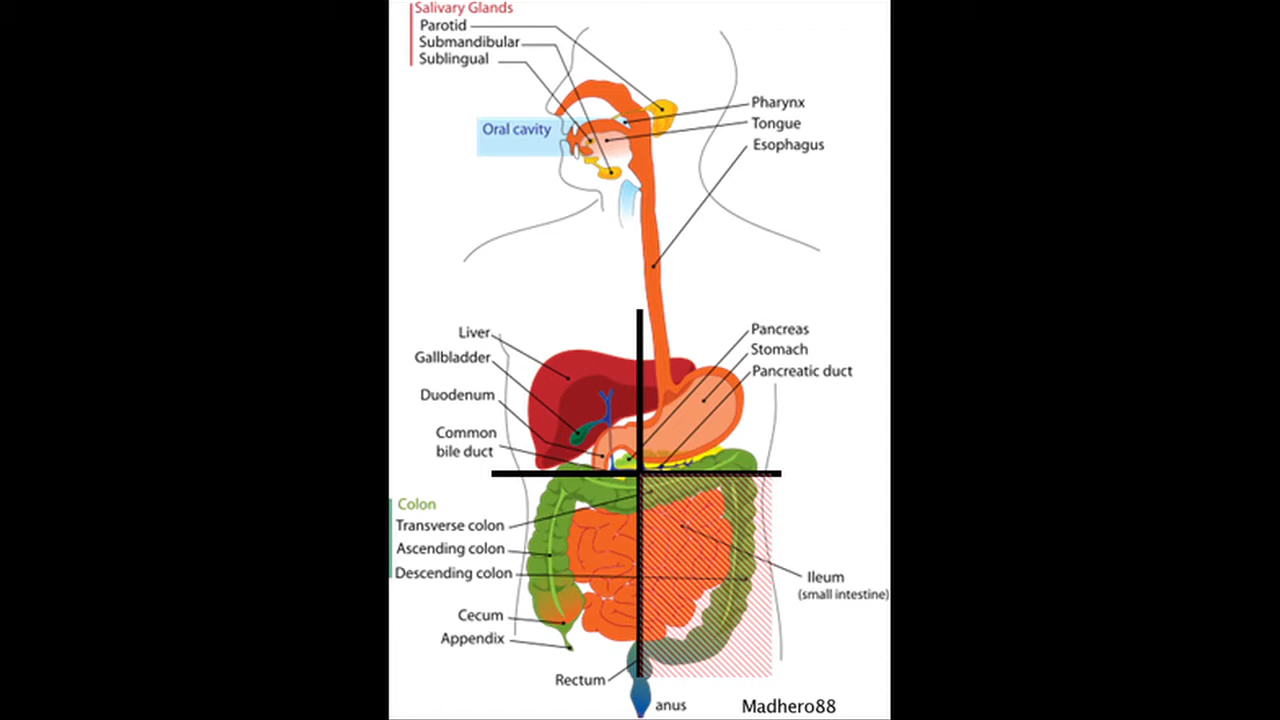 Salivary Glands
Parotid
Submandibular
Sublingual
Oral cavity
Pharynx
Tongue
Esophagus
Liver
Gallbladder
Duodenum
Common
bile duct
Pancreas
Stomach
Pancreatic duct
Colon
Transverse colon
Ascending colon
Descending colon
Cecum
Appendix
Ileum
(small intestine)
Rectum
anus
Madhero88